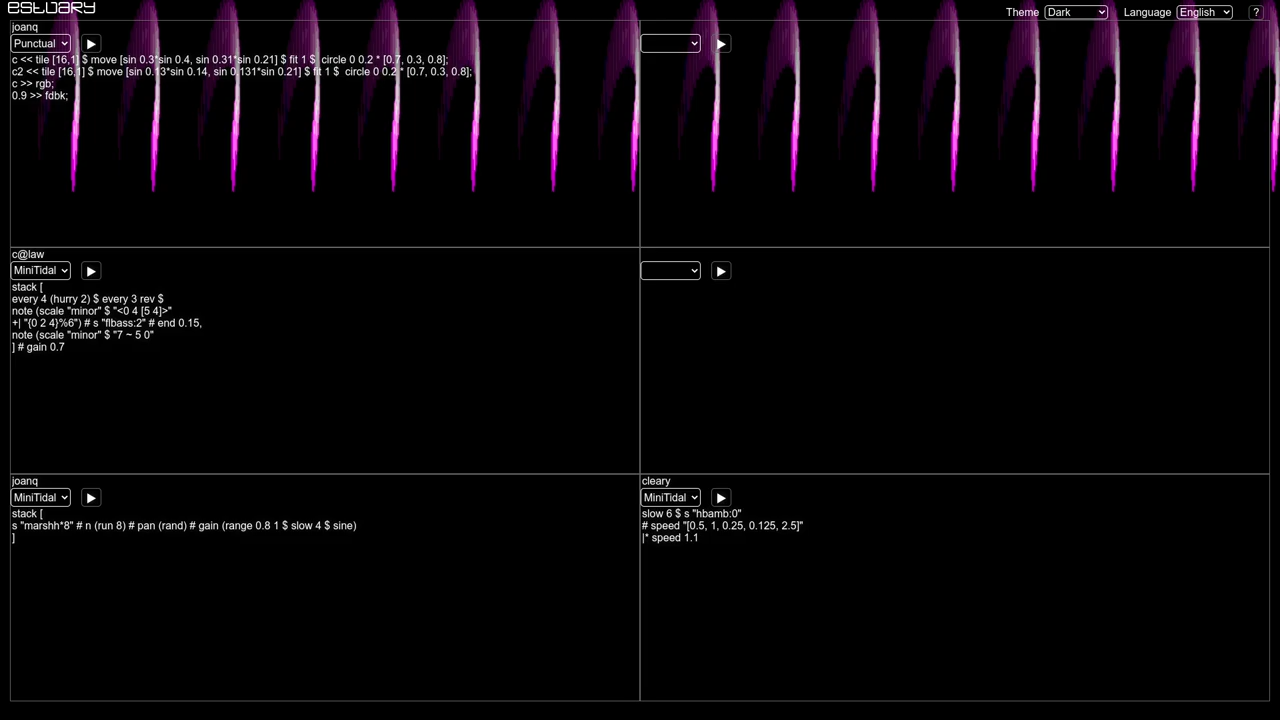 estuary
Theme Dark Language English ?
joanq
Punctual
c << tile [16,1] $ move [sin 0.3*sin 0.4, sin 0.31*sin 0.21] $ fit 1 $  circle 0 0.2 * [0.7, 0.3, 0.8];
c2 << tile [16,1] $ move [sin 0.13*sin 0.14, sin 0.131*sin 0.21] $ fit 1 $  circle 0 0.2 * [0.7, 0.3, 0.8];
c >> rgb;
0.9 >> fdbk;
c@law
MiniTidal
stack [
every 4 (hurry 2) $ every 3 rev $
note (scale "minor" $ "<0 4 [5 4]>"
+| "{0 2 4}%6") # s "flbass:2" # end 0.15,
note (scale "minor" $ "7 ~ 5 0"
] # gain 0.7
joanq
MiniTidal
stack [
s "marshh*8" # n (run 8) # pan (rand) # gain (range 0.8 1 $ slow 4 $ sine)
]
cleary
MiniTidal
slow 6 $ s "hbamb:0"
# speed "[0.5, 1, 0.25, 0.125, 2.5]"
|* speed 1.1